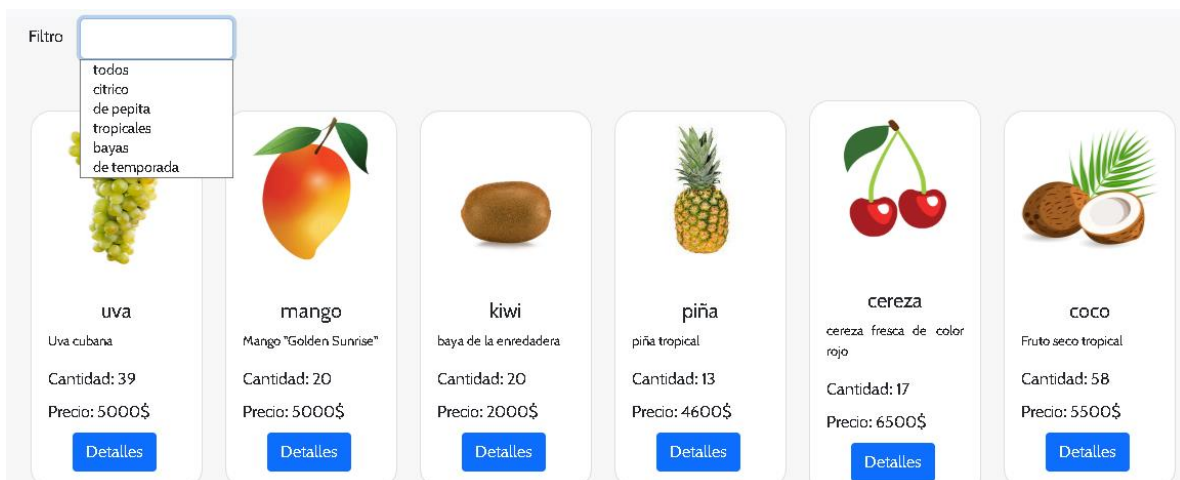 Filtro
todos
citrico
de pepita
tropicales
bayas
de temporada
uva
Uva cubana
Cantidad: 39
Precio: 5000$
Detalles
mango
Mango "Golden Sunrise"
Cantidad: 20
Precio: 5000$
Detalles
kiwi
baya de la enredadera
Cantidad: 20
Precio: 2000$
Detalles
piña
piña tropical
Cantidad: 13
Precio: 4600$
Detalles
cereza
cereza fresca de color
rojo
Cantidad: 17
Precio: 6500$
Detalles
coco
Fruto seco tropical
Cantidad: 58
Precio: 5500$
Detalles